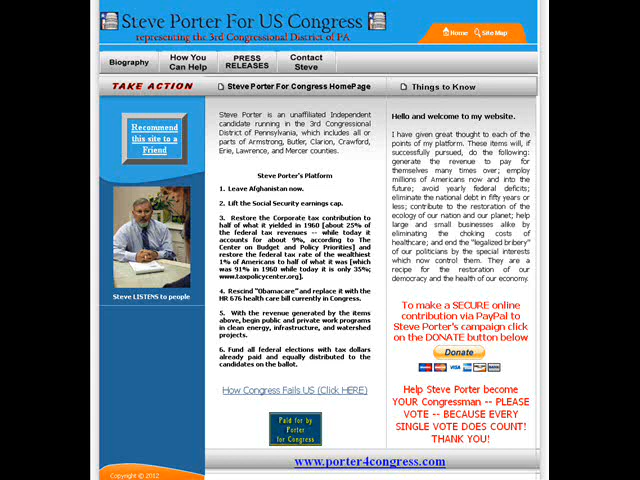 Steve Porter For US Congress
representing the 3rd Congressional District of PA
Home Site Map
Biography
How You
Can Help
PRESS
RELEASES
Contact
Steve
TAKE ACTION
Steve Porter For Congress HomePage
Things to Know
Recommend
this site to a
Friend
Steve LISTENS to people
Steve Porter is an unaffiliated Independent
candidate running in the 3rd Congressional
District of Pennsylvania, which includes all or
parts of Armstrong, Butler, Clarion, Crawford,
Erie, Lawrence, and Mercer counties.
Steve Porter's Platform
1. Leave Afghanistan now.
2. Lift the Social Security earnings cap.
3. Restore the Corporate tax contribution to
half of what it yielded in 1960 [about 25% of
the federal tax revenues -- while today it
accounts for about 9%, according to The
Center on Budget and Policy Priorities] and
restore the federal tax rate of the wealthiest
1% of Americans to half of what it was [which
was 91% in 1960 while today it is only 35%;
www.taxpolicycenter.org].
4. Rescind "Obamacare" and replace it with the
HR 676 health care bill currently in Congress.
5. With the revenue generated by the items
above, begin public and private work programs
in clean energy, infrastructure, and watershed
projects.
6. Fund all federal elections with tax dollars
already paid and equally distributed to the
candidates on the ballot.
How Congress Fails US (Click HERE)
Paid for by
Porter
for Congress
Hello and welcome to my website.
I have given great thought to each of the
points of my platform. These items will, if
successfully pursued, do the following:
generate the revenue to pay for
themselves many times over; employ
millions of Americans now and into the
future; avoid yearly federal deficits;
eliminate the national debt in fifty years or
less; contribute to the restoration of the
ecology of our nation and our planet; help
large and small businesses alike by
eliminating the choking costs of
healthcare; and end the "legalized bribery"
of our politicians by the special interests
which now control them. They are a
recipe for the restoration of our
democracy and the health of our economy.
To make a SECURE online
contribution via PayPal to
Steve Porter's campaign click
on the DONATE button below
Donate
Help Steve Porter become
YOUR Congressman -- PLEASE
VOTE -- BECAUSE EVERY
SINGLE VOTE DOES COUNT!
THANK YOU!
www.porter4congress.com
Copyright © 2012